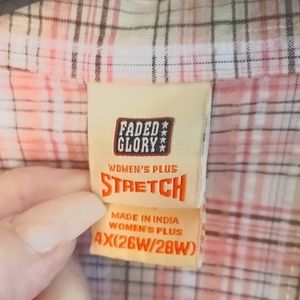 FADED
GLORY
WOMEN'S PLUS
STRETCH
MADE IN INDIA
WOMEN'S PLUS
4X(26W/28W)